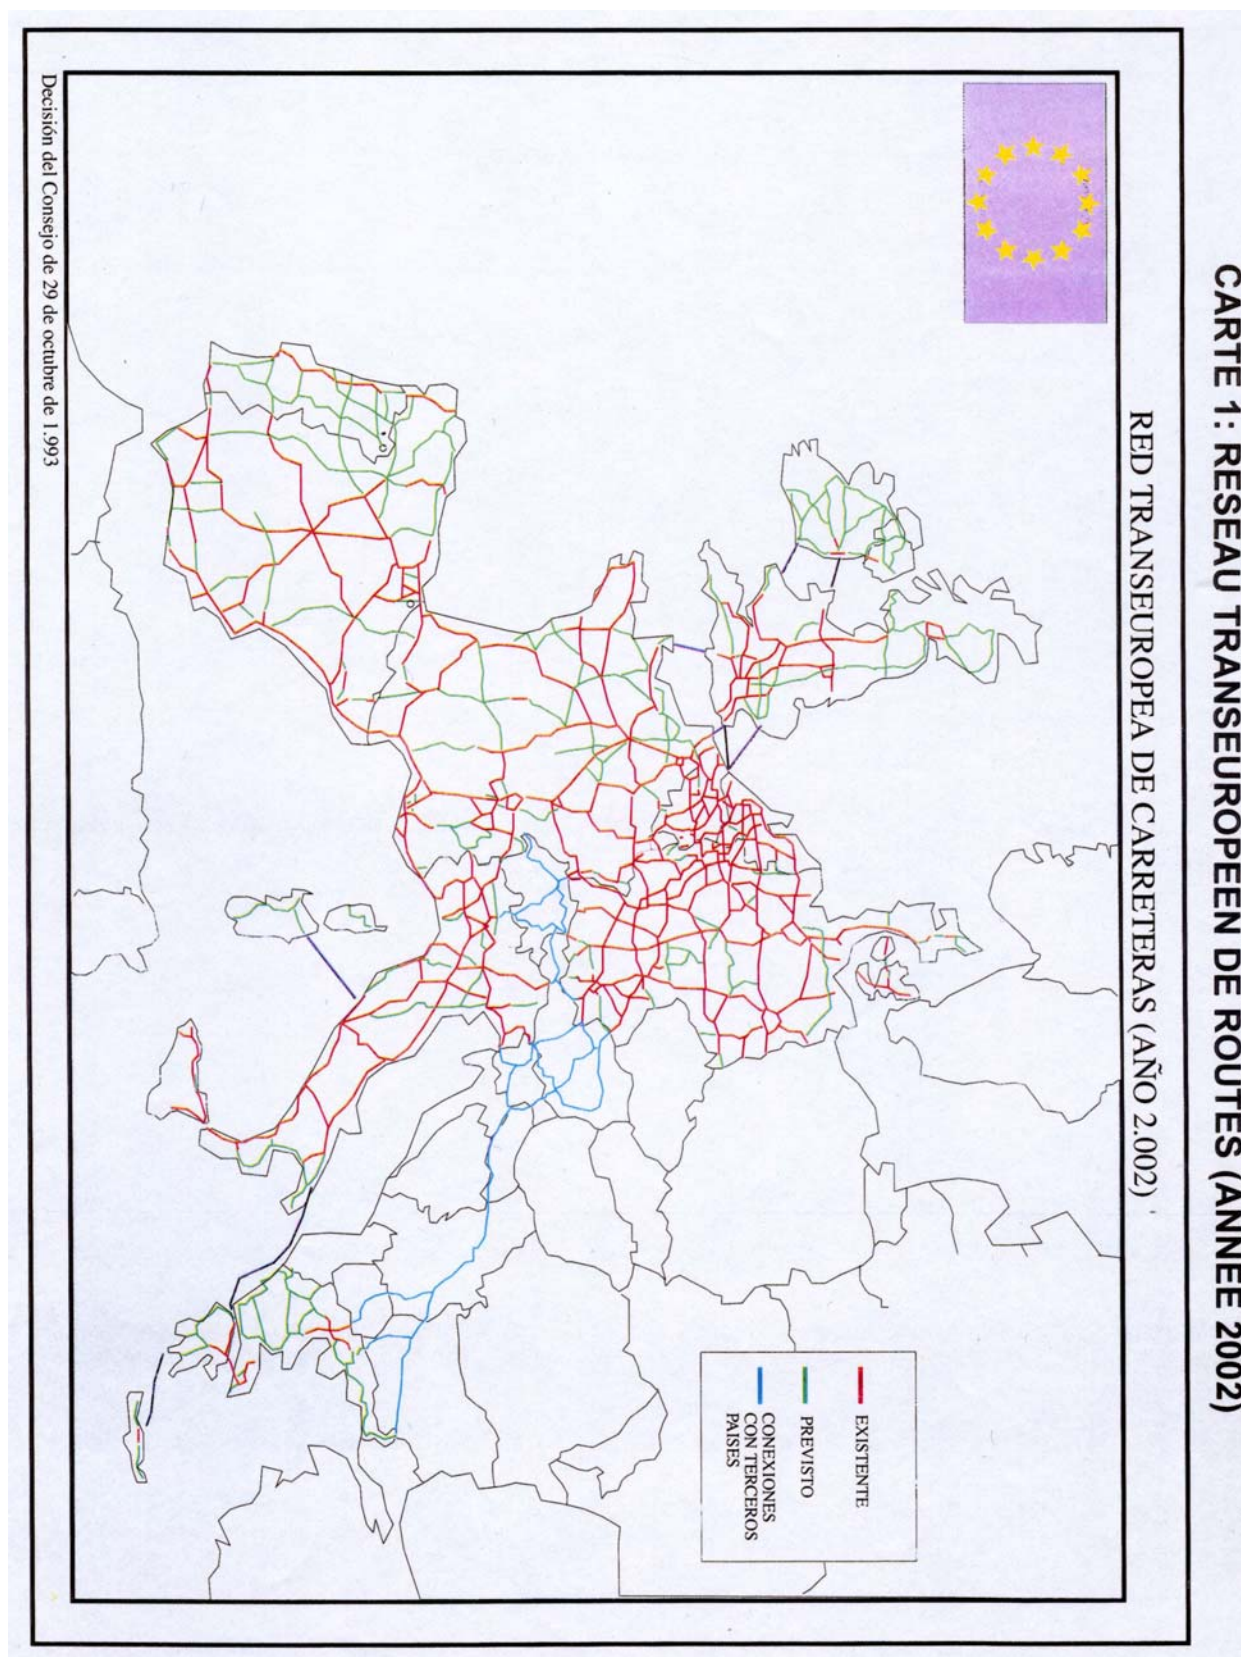 CARTE 1: RESEAU TRANSEUROPEEN DE ROUTES (ANNEE 2002)
RED TRANSEUROPEA DE CARRETERAS (AÑO 2.002)
EXISTENTE
PREVISTO
CONEXIONES
CON TERCEROS
PAISES
Decisión del Consejo de 29 de octubre de 1.993